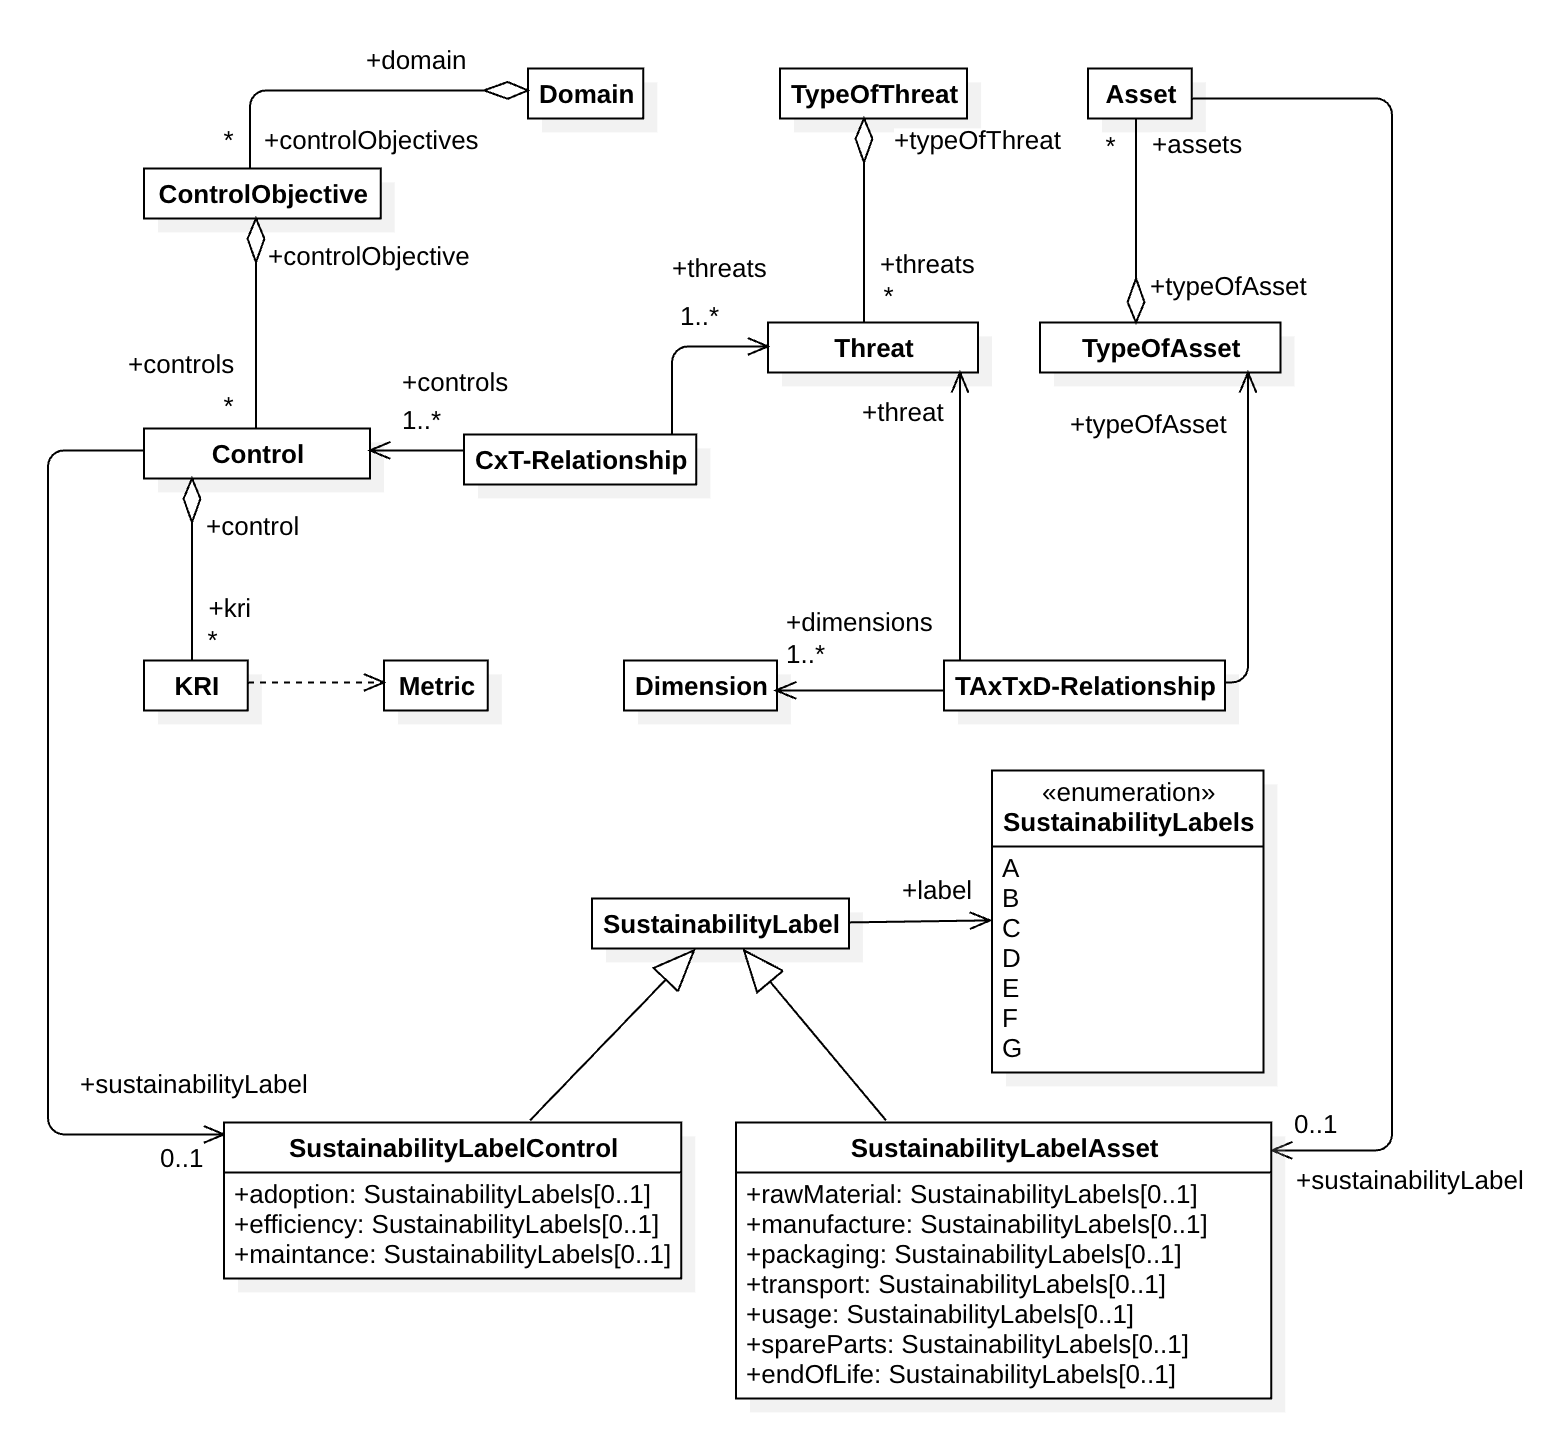 +domain
Domain
TypeOfThreat
Asset
*
+controlObjectives
+typeOfThreat
*
+assets
ControlObjective
+controlObjective
+threats
+threats
*
+typeOfAsset
1..*
Threat
TypeOfAsset
+controls
*
+controls
1..*
+threat
+typeOfAsset
Control
CxT-Relationship
+control
+kri
*
+dimensions
1..*
KRI
Metric
Dimension
TAxTxD-Relationship
«enumeration»
SustainabilityLabels
A
B
C
D
E
F
G
+label
SustainabilityLabel
+sustainabilityLabel
0..1
0..1
+sustainabilityLabel
SustainabilityLabelControl
+adoption: SustainabilityLabels[0..1]
+efficiency: SustainabilityLabels[0..1]
+maintance: SustainabilityLabels[0..1]
SustainabilityLabelAsset
+rawMaterial: SustainabilityLabels[0..1]
+manufacture: SustainabilityLabels[0..1]
+packaging: SustainabilityLabels[0..1]
+transport: SustainabilityLabels[0..1]
+usage: SustainabilityLabels[0..1]
+spareParts: SustainabilityLabels[0..1]
+endOfLife: SustainabilityLabels[0..1]